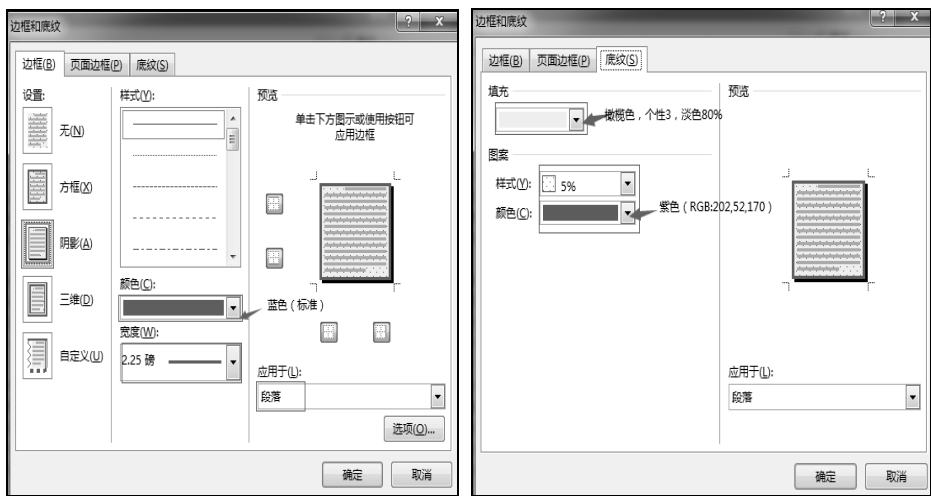 边框和底纹
边框(B) 页面边框(P) 底纹(S)
设置:
无(N)
方框(X)
阴影(A)
三维(D)
自定义(U)
样式(Y):
颜色(C):
蓝色（标准）
宽度(W):
2.25 磅
预览
单击下方图示或使用按钮可
应用边框
应用于(L):
段落
选项(O)...
确定 取消
边框和底纹
边框(B) 页面边框(P) 底纹(S)
填充
橄榄色，个性3，淡色80%
图案
样式(Y): 5%
颜色(C): 紫色（RGB:202,52,170）
预览
应用于(L):
段落
确定 取消